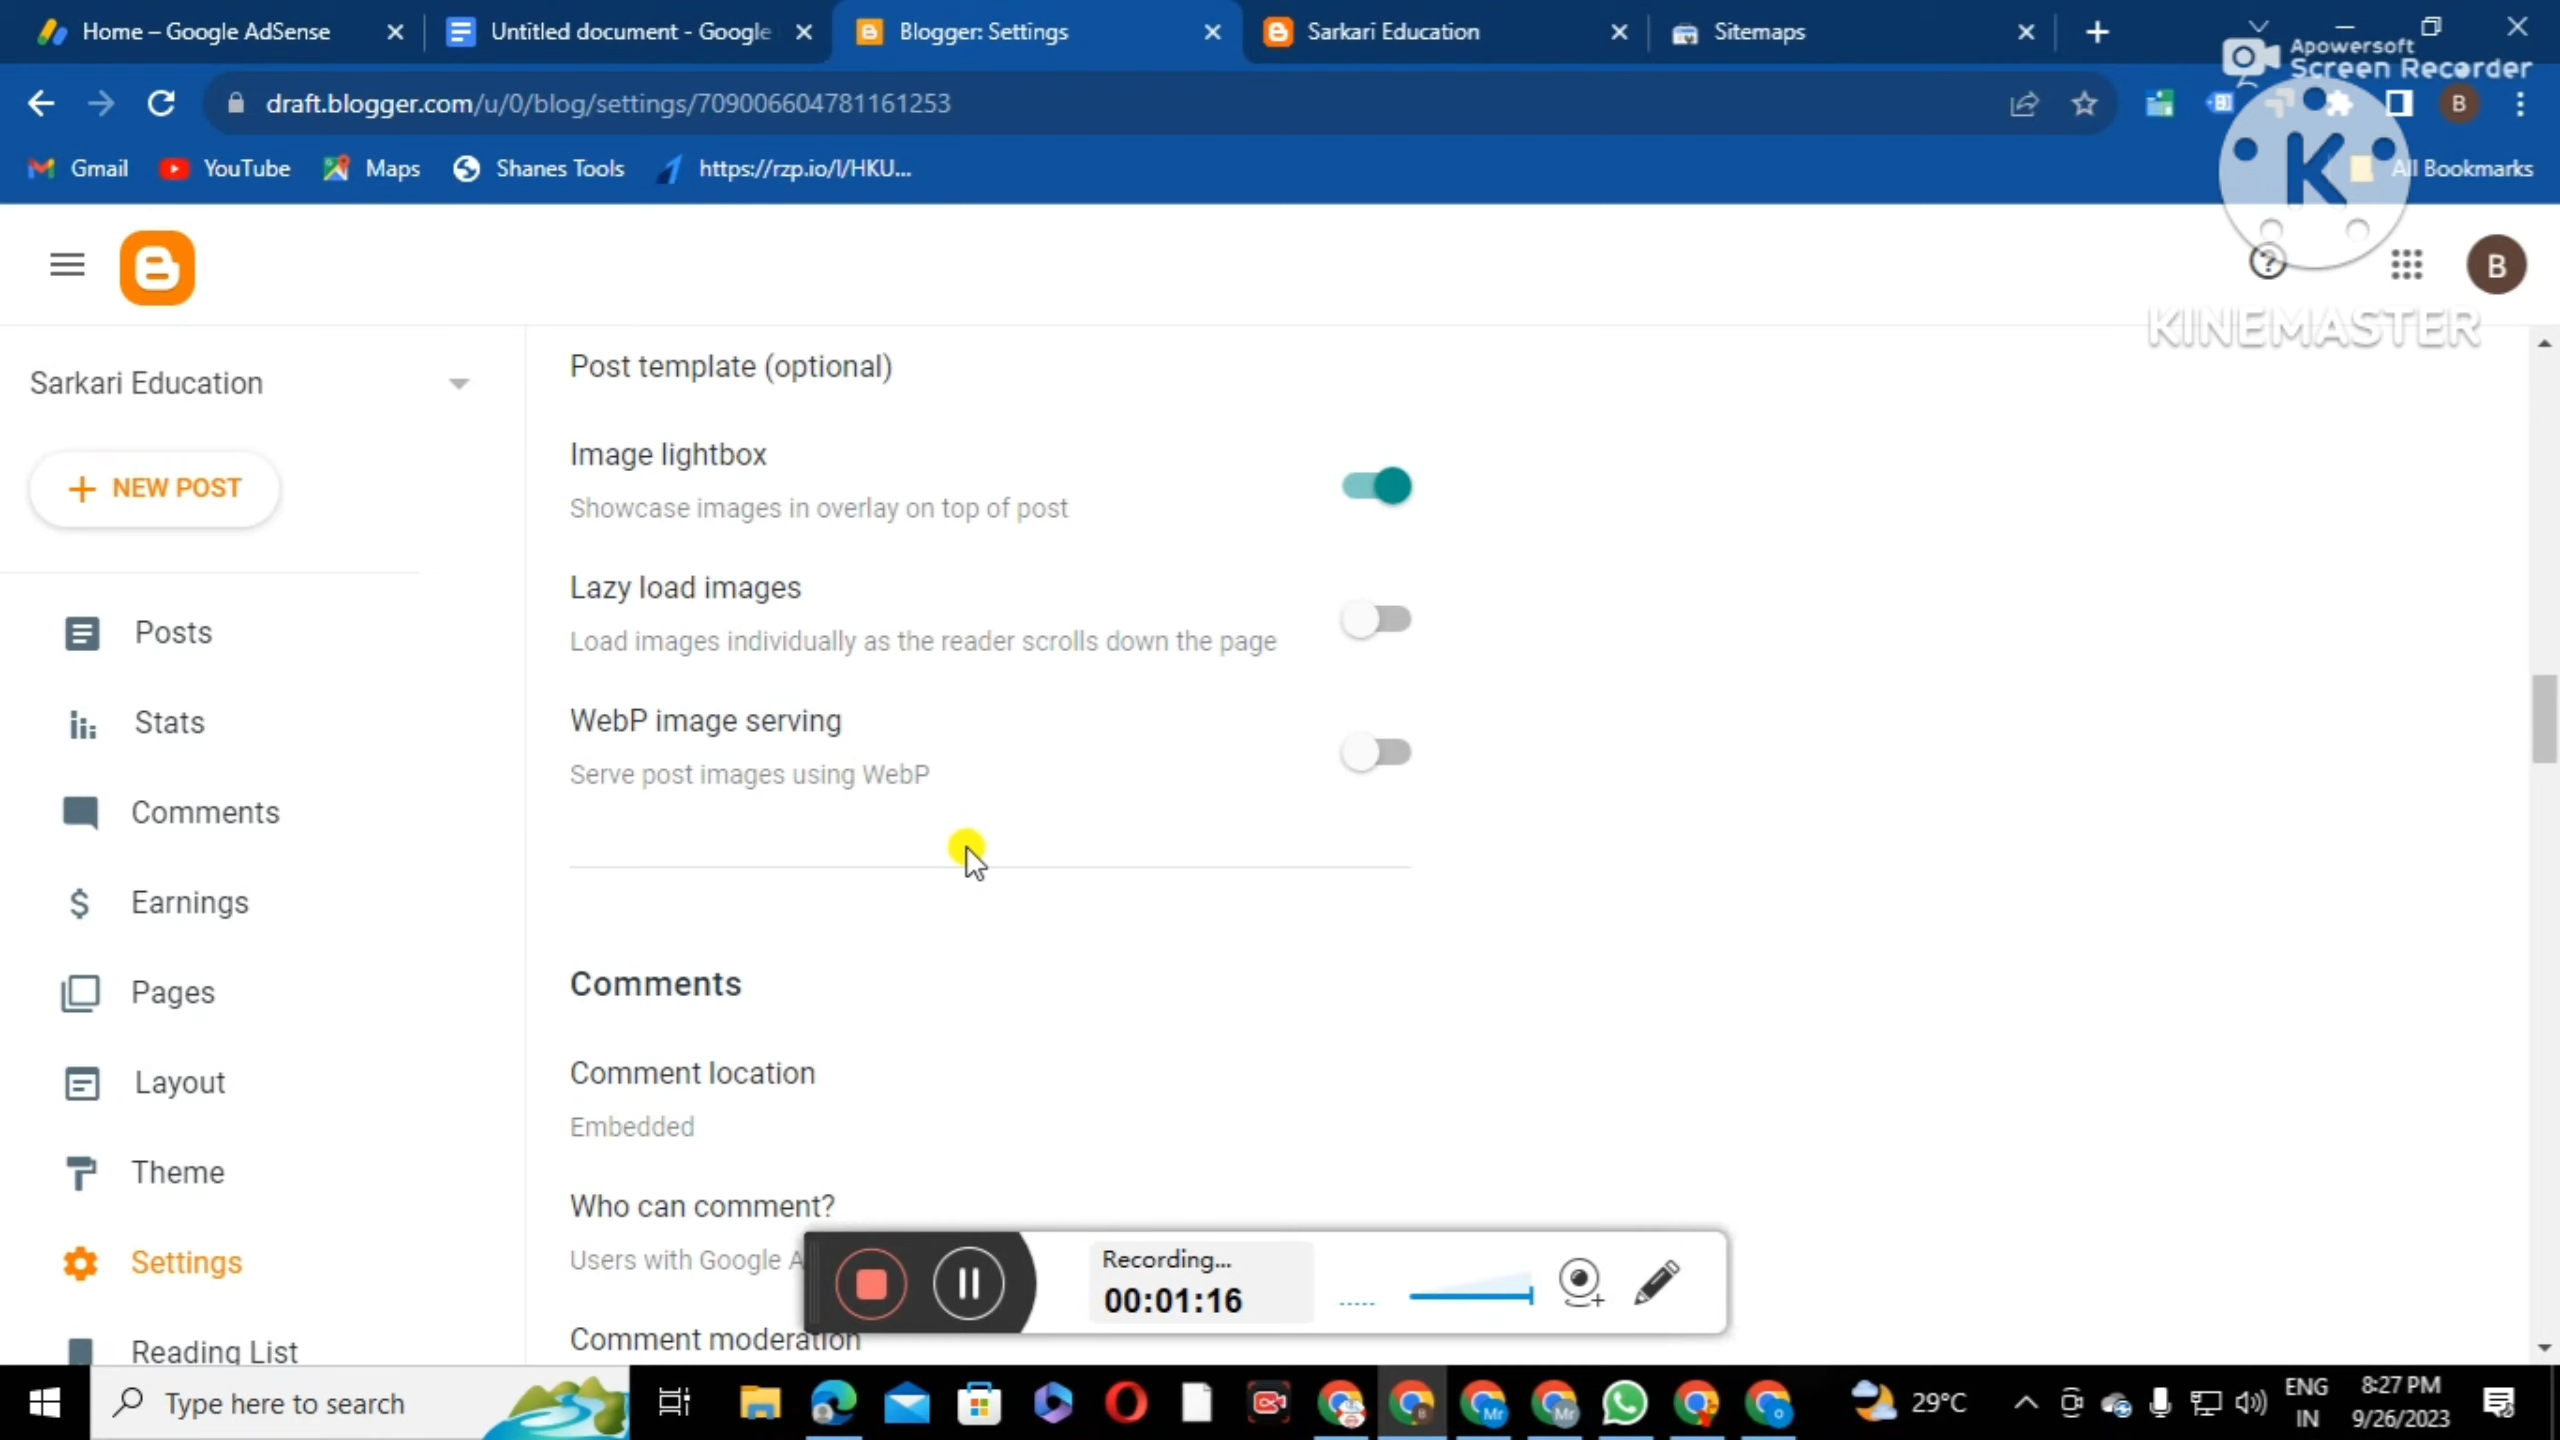 Home – Google AdSense
Untitled document - Google
Blogger: Settings
Sarkari Education
Sitemaps
Apowersoft
Screen Recorder
draft.blogger.com/u/0/blog/settings/709006604781161253
B
Gmail
YouTube
Maps
Shanes Tools
https://rzp.io/l/HKU...
All Bookmarks
K
KINEMASTER
B
Sarkari Education
NEW POST
Posts
Stats
Comments
Earnings
Pages
Layout
Theme
Settings
Reading List
Post template (optional)
Image lightbox
Showcase images in overlay on top of post
Lazy load images
Load images individually as the reader scrolls down the page
WebP image serving
Serve post images using WebP
Comments
Comment location
Embedded
Who can comment?
Users with Google A
Comment moderation
Recording...
00:01:16
Type here to search
29°C
ENG
IN
8:27 PM
9/26/2023